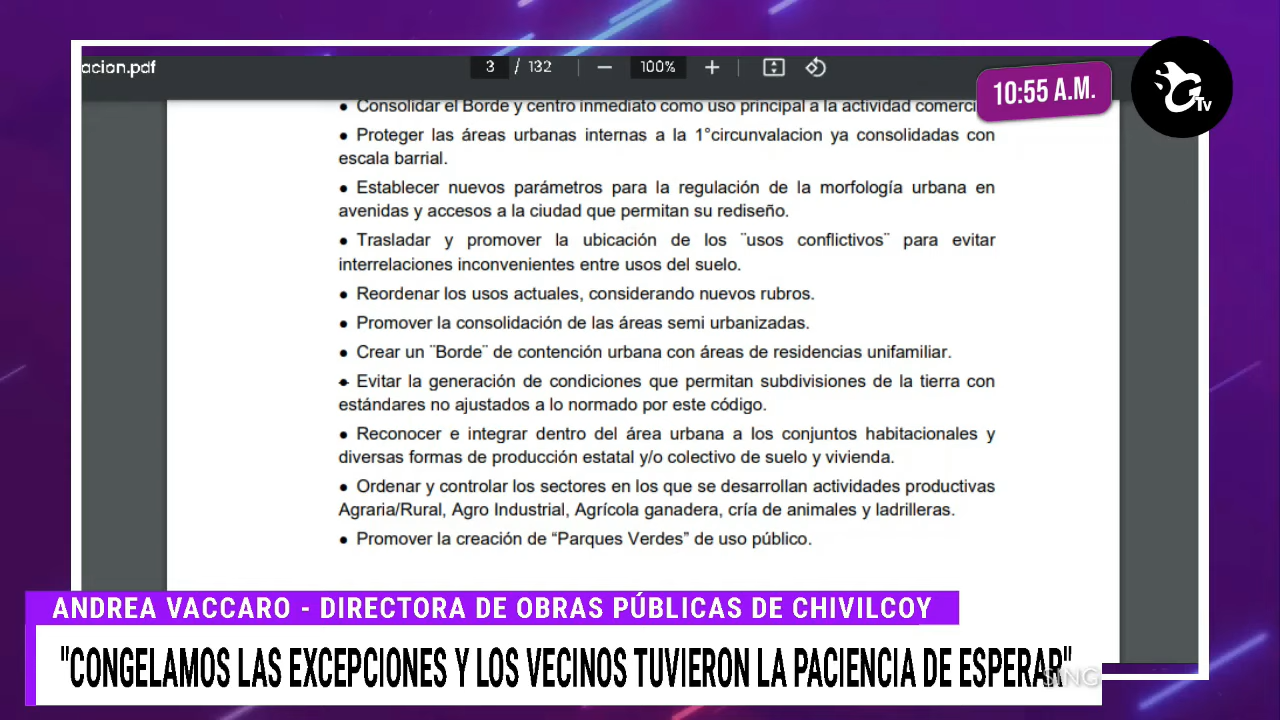 acion.pdf
3 / 132
100%
10:55 A.M.
GTv
● Consolidar el Borde y centro inmediato como uso principal a la actividad comerci
● Proteger las áreas urbanas internas a la 1°circunvalacion ya consolidadas con
escala barrial.
● Establecer nuevos parámetros para la regulación de la morfología urbana en
avenidas y accesos a la ciudad que permitan su rediseño.
● Trasladar y promover la ubicación de los ¨usos conflictivos¨ para evitar
interrelaciones inconvenientes entre usos del suelo.
● Reordenar los usos actuales, considerando nuevos rubros.
● Promover la consolidación de las áreas semi urbanizadas.
● Crear un ¨Borde¨ de contención urbana con áreas de residencias unifamiliar.
● Evitar la generación de condiciones que permitan subdivisiones de la tierra con
estándares no ajustados a lo normado por este código.
● Reconocer e integrar dentro del área urbana a los conjuntos habitacionales y
diversas formas de producción estatal y/o colectivo de suelo y vivienda.
● Ordenar y controlar los sectores en los que se desarrollan actividades productivas
Agraria/Rural, Agro Industrial, Agrícola ganadera, cría de animales y ladrilleras.
● Promover la creación de “Parques Verdes” de uso público.
ANDREA VACCARO - DIRECTORA DE OBRAS PÚBLICAS DE CHIVILCOY
"CONGELAMOS LAS EXCEPCIONES Y LOS VECINOS TUVIERON LA PACIENCIA DE ESPERAR"